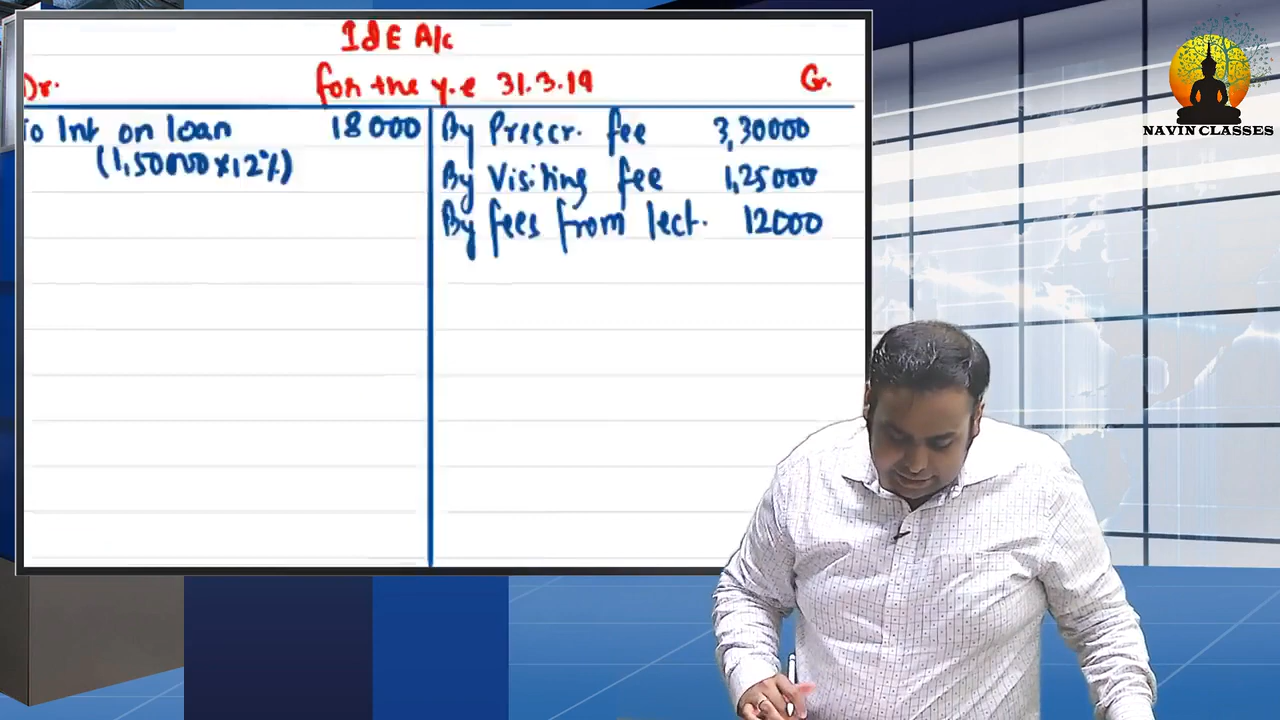 I & E A/c
Dr. for the y.e 31.3.19 Cr.
To Int on loan 18000
(1,50000×12%)
By Prescr. fee 3,30000
By Visiting fee 1,25000
By fees from lect. 12000
NAVIN CLASSES